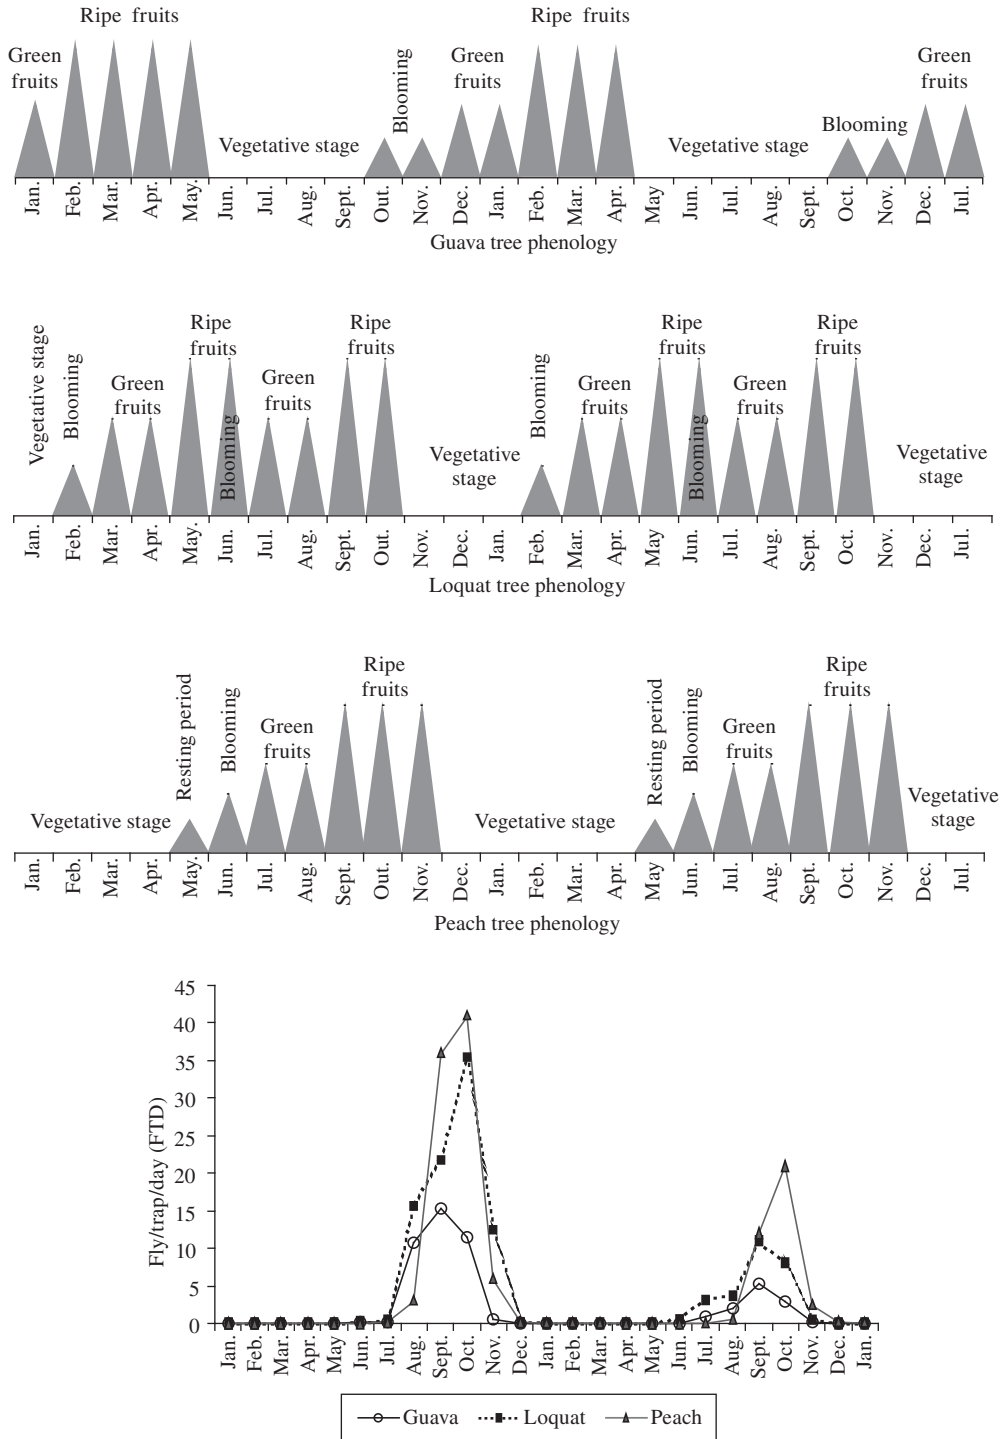 Ripe fruits
Ripe fruits
Green
fruits
Blooming
Green
fruits
Green
fruits
Vegetative stage
Vegetative stage
Blooming
Jan.
Feb.
Mar.
Apr.
May.
Jun.
Jul.
Aug.
Sept.
Out.
Nov.
Dec.
Jan.
Feb.
Mar.
Apr.
May
Jun.
Jul.
Aug.
Sept.
Oct.
Nov.
Dec
Jul.
Guava tree phenology
Vegetative stage
Blooming
Green
fruits
Ripe
fruits
Blooming
Green
fruits
Ripe
fruits
Vegetative
stage
Blooming
Green
fruits
Ripe
fruits
Blooming
Green
fruits
Ripe
fruits
Vegetative
stage
Jan.
Feb.
Mar.
Apr.
May.
Jun.
Jul.
Aug.
Sept.
Out.
Nov.
Dec.
Jan.
Feb.
Mar.
Apr.
May
Jun.
Jul.
Aug.
Sept.
Oct.
Nov.
Dec.
Jul.
Loquat tree phenology
Vegetative stage
Resting period
Blooming
Green
fruits
Ripe
fruits
Vegetative stage
Resting period
Blooming
Green
fruits
Ripe
fruits
Vegetative
stage
Jan.
Feb.
Mar.
Apr.
May.
Jun.
Jul.
Aug.
Sept.
Out.
Nov.
Dec.
Jan.
Feb.
Mar.
Apr.
May
Jun.
Jul.
Aug.
Sept.
Oct.
Nov.
Dec.
Jul.
Peach tree phenology
Fly/trap/day (FTD)
45
40
35
30
25
20
15
10
5
0
Jan.
Feb.
Mar.
Apr.
May
Jun.
Jul.
Aug.
Sept.
Oct.
Nov.
Dec.
Jan.
Feb.
Mar.
Apr.
May
Jun.
Jul.
Aug.
Sept.
Oct.
Nov.
Dec.
Jan.
Guava Loquat Peach